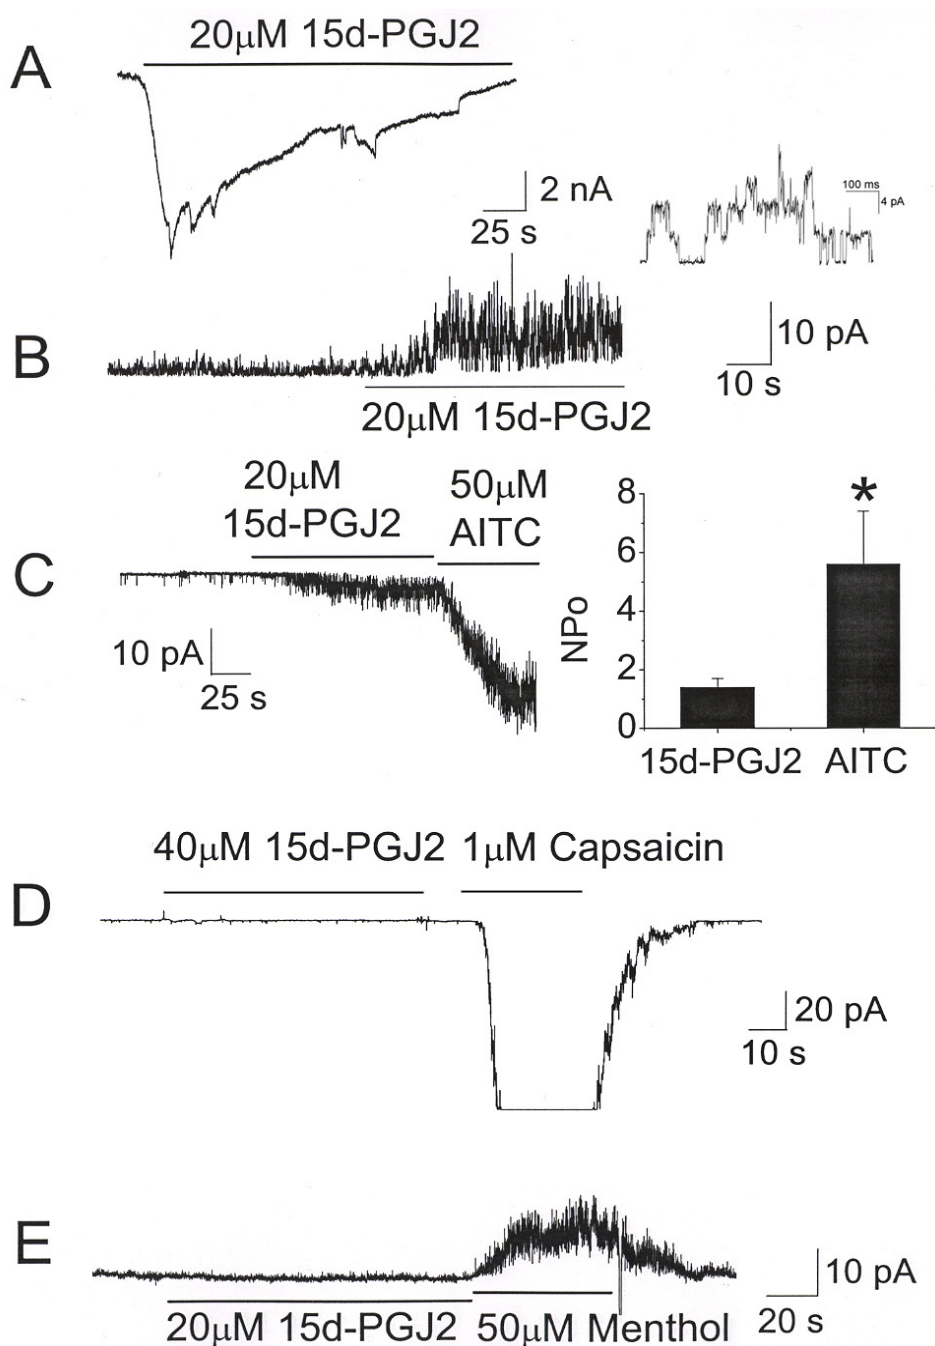 A
20μM 15d-PGJ2
2 nA
25 s
100 ms
4 pA
B
10 pA
10 s
20μM 15d-PGJ2
C
20μM
15d-PGJ2
50μM
AITC
10 pA
25 s
NPo
8
6
4
2
0
*
15d-PGJ2 AITC
D
40μM 15d-PGJ2 1μM Capsaicin
20 pA
10 s
E
10 pA
20 s
20μM 15d-PGJ2 50μM Menthol